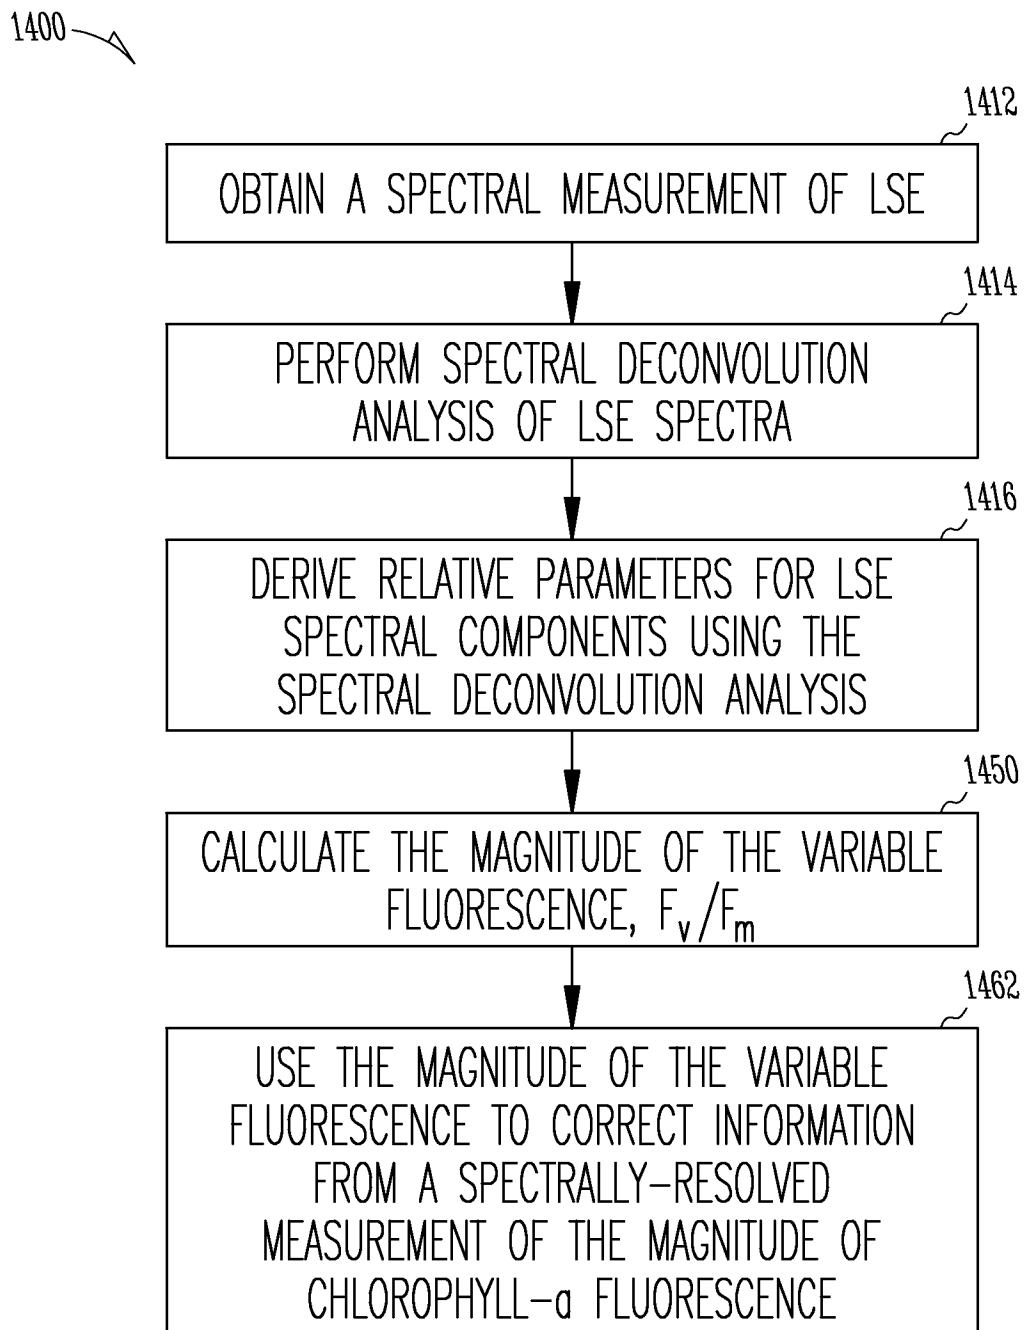 1400
1412
OBTAIN A SPECTRAL MEASUREMENT OF LSE
1414
PERFORM SPECTRAL DECONVOLUTION
ANALYSIS OF LSE SPECTRA
1416
DERIVE RELATIVE PARAMETERS FOR LSE
SPECTRAL COMPONENTS USING THE
SPECTRAL DECONVOLUTION ANALYSIS
1450
CALCULATE THE MAGNITUDE OF THE VARIABLE
FLUORESCENCE, Fv/Fm
1462
USE THE MAGNITUDE OF THE VARIABLE
FLUORESCENCE TO CORRECT INFORMATION
FROM A SPECTRALLY-RESOLVED
MEASUREMENT OF THE MAGNITUDE OF
CHLOROPHYLL-a FLUORESCENCE